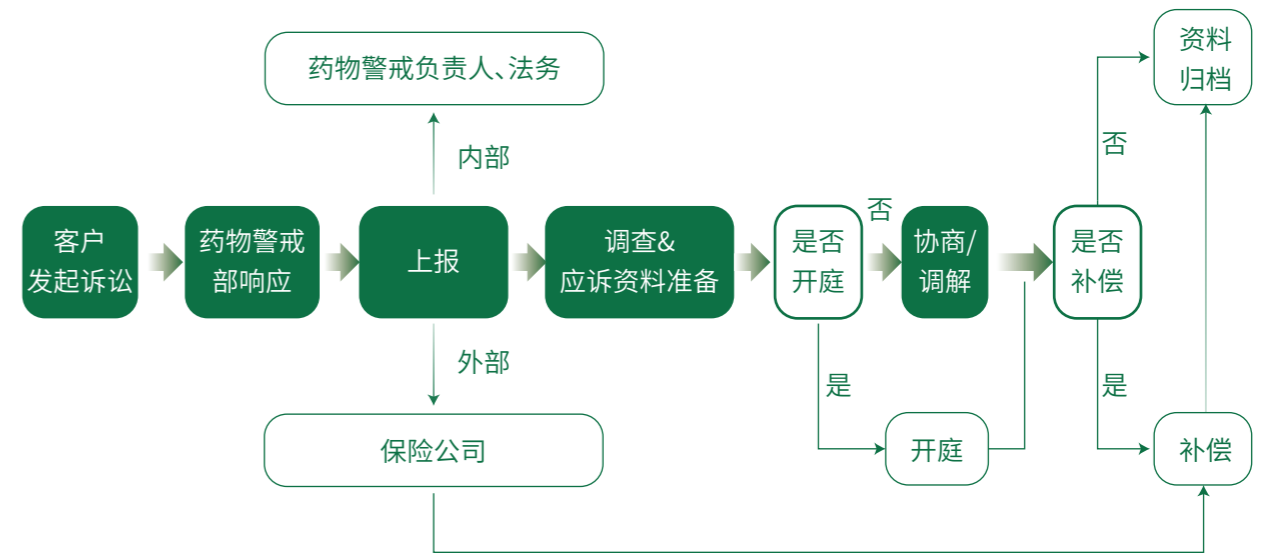 药物警戒负责人、法务
资料
归档
内部
否
客户
发起诉讼
药物警戒
部响应
上报
调查&
应诉资料准备
是否
开庭
否
协商/
调解
是否
补偿
外部
是
是
保险公司
开庭
补偿